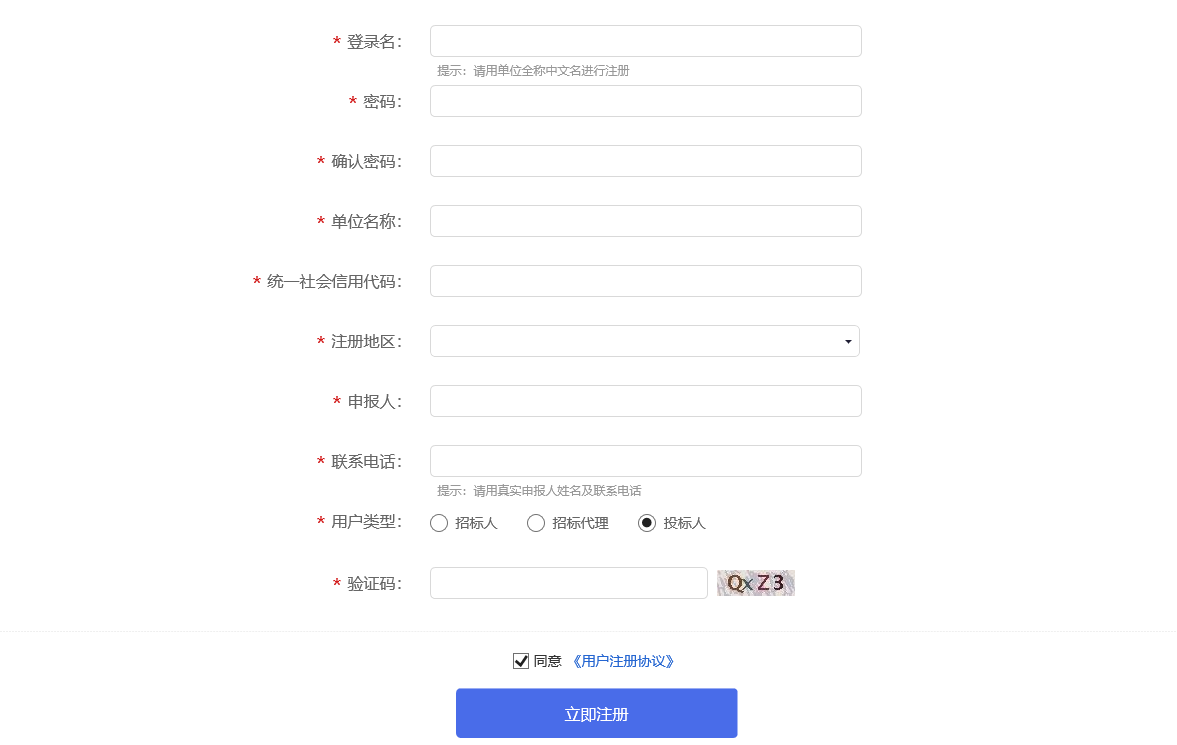 * 登录名:
提示: 请用单位全称中文名进行注册
* 密码:
* 确认密码:
* 单位名称:
* 统一社会信用代码:
* 注册地区:
* 申报人:
* 联系电话:
提示: 请用真实申报人姓名及联系电话
* 用户类型: 招标人 招标代理 投标人
* 验证码: QxZ3
同意 《用户注册协议》
立即注册